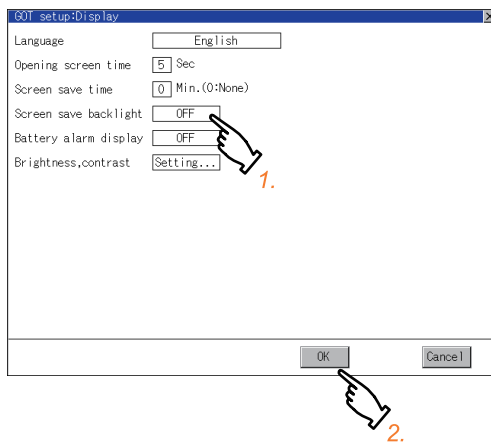 GOT setup:Display
Language English
Opening screen time 5 Sec
Screen save time 0 Min.(0:None)
Screen save backlight OFF
Battery alarm display OFF
Brightness,contrast Setting...
1.
OK Cancel
2.